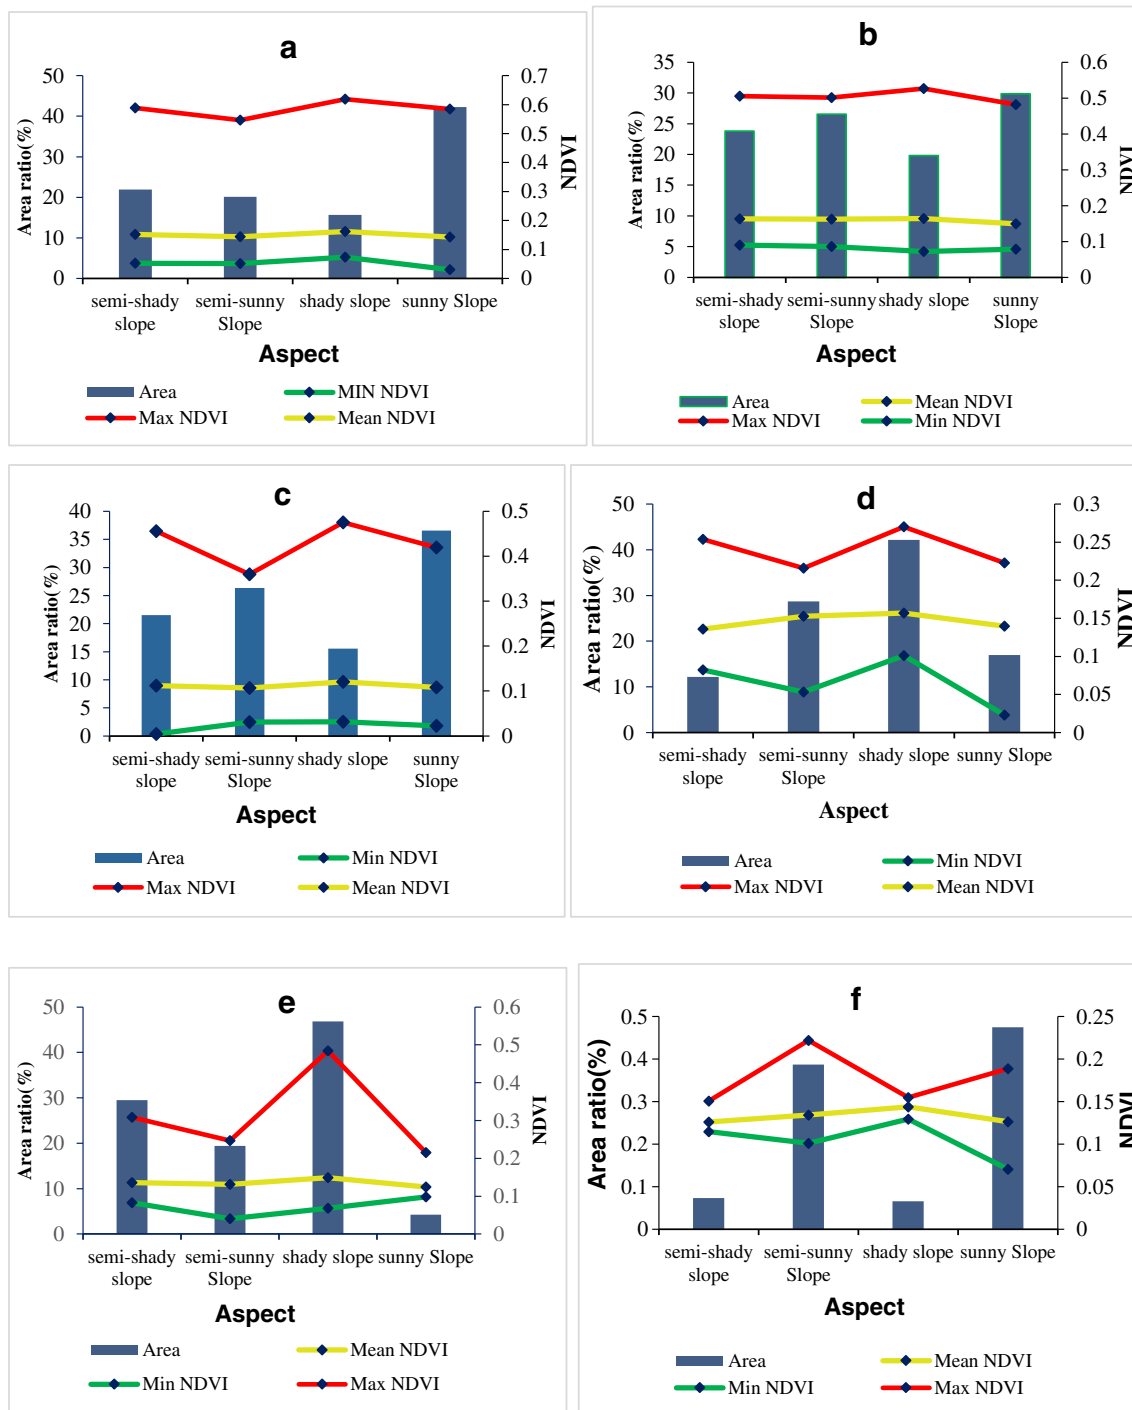 a
50
40
30
20
10
0
Area ratio(%)
0.7
0.6
0.5
0.4
0.3
0.2
0.1
0
NDVI
semi-shady semi-sunny shady slope sunny Slope
slope Slope
Aspect
Area MIN NDVI
Max NDVI Mean NDVI
b
35
30
25
20
15
10
5
0
Area ratio(%)
0.6
0.5
0.4
0.3
0.2
0.1
0
NDVI
semi-shady semi-sunny shady slope sunny
slope Slope Slope
Aspect
Area Mean NDVI
Max NDVI Min NDVI
c
40
35
30
25
20
15
10
5
0
Area ratio(%)
0.5
0.4
0.3
0.2
0.1
0
NDVI
semi-shady semi-sunny shady slope sunny
slope Slope Slope
Aspect
Area Min NDVI
Max NDVI Mean NDVI
d
50
40
30
20
10
0
Area ratio(%)
0.3
0.25
0.2
0.15
0.1
0.05
0
NDVI
semi-shady semi-sunny shady slope sunny Slope
slope Slope
Aspect
Area Min NDVI
Max NDVI Mean NDVI
e
50
40
30
20
10
0
Area ratio(%)
0.6
0.5
0.4
0.3
0.2
0.1
0
NDVI
semi-shady semi-sunny shady slope sunny Slope
slope Slope
Aspect
Area Mean NDVI
Min NDVI Max NDVI
f
0.5
0.4
0.3
0.2
0.1
0
Area ratio(%)
0.25
0.2
0.15
0.1
0.05
0
NDVI
semi-shady semi-sunny shady slope sunny Slope
slope Slope
Aspect
Area Mean NDVI
Min NDVI Max NDVI